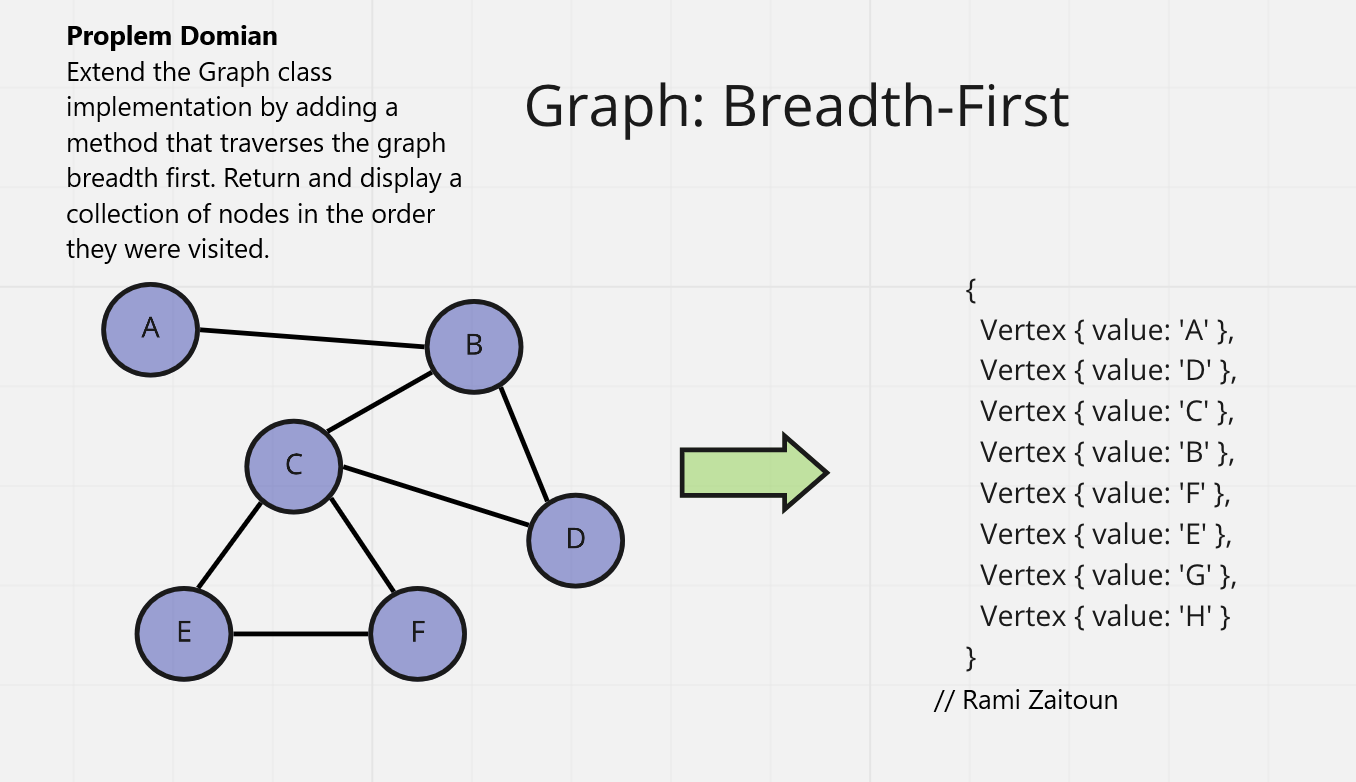 Proplem Domian
Extend the Graph class
implementation by adding a
method that traverses the graph
breadth first. Return and display a
collection of nodes in the order
they were visited.
Graph: Breadth-First
A
B
C
D
E
F
{
Vertex { value: 'A' },
Vertex { value: 'D' },
Vertex { value: 'C' },
Vertex { value: 'B' },
Vertex { value: 'F' },
Vertex { value: 'E' },
Vertex { value: 'G' },
Vertex { value: 'H' }
}
// Rami Zaitoun